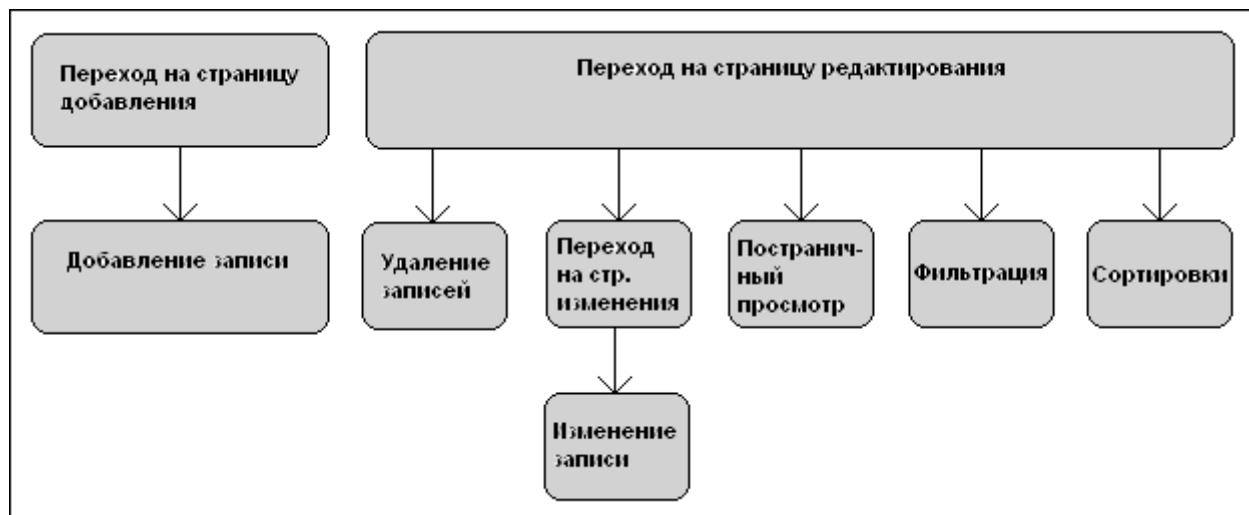 Переход на страницу
добавления
Переход на страницу редактирования
Добавление записи
Удаление
записей
Переход
на стр.
изменения
Постранич-
ный
просмотр
Фильтрация
Сортировки
Изменение
записи